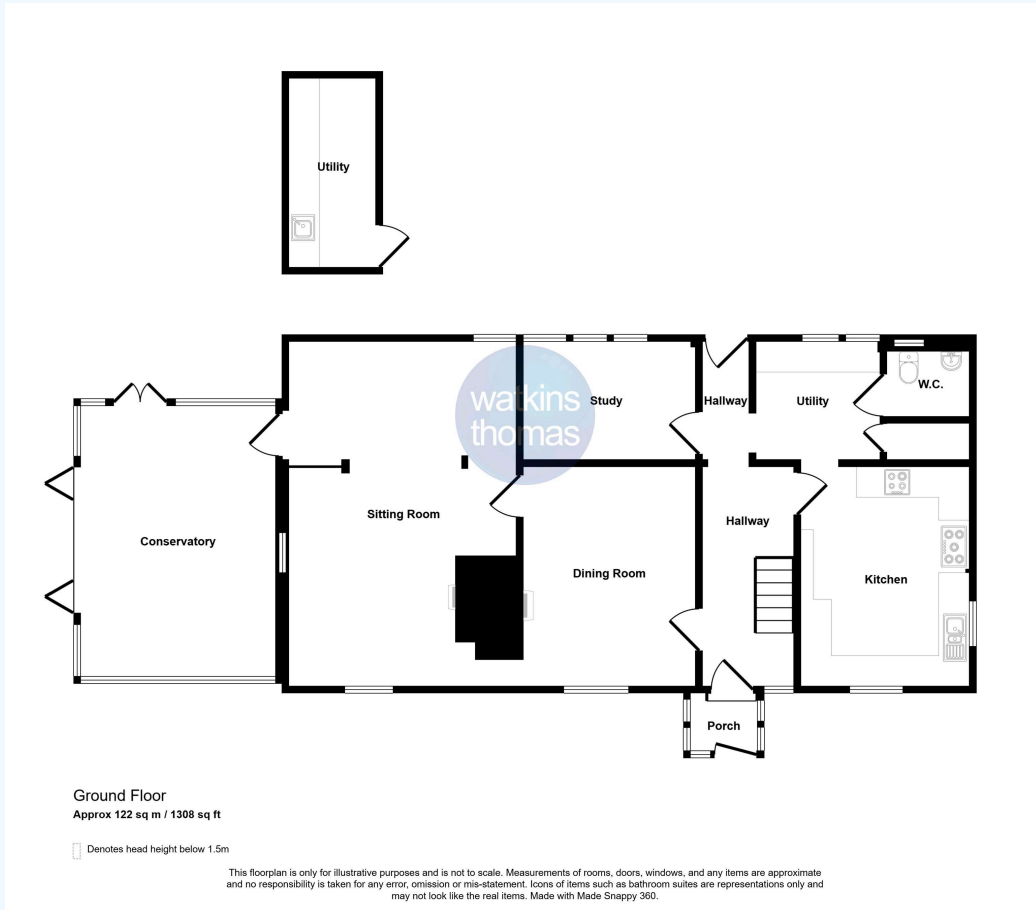 Utility
watkins
thomas
Study
Hallway
Utility
W.C.
Sitting Room
Hallway
Conservatory
Dining Room
Kitchen
Porch
Ground Floor
Approx 122 sq m / 1308 sq ft
Denotes head height below 1.5m
This floorplan is only for illustrative purposes and is not to scale. Measurements of rooms, doors, windows, and any items are approximate
and no responsibility is taken for any error, omission or mis-statement. Icons of items such as bathroom suites are representations only and
may not look like the real items. Made with Made Snappy 360.